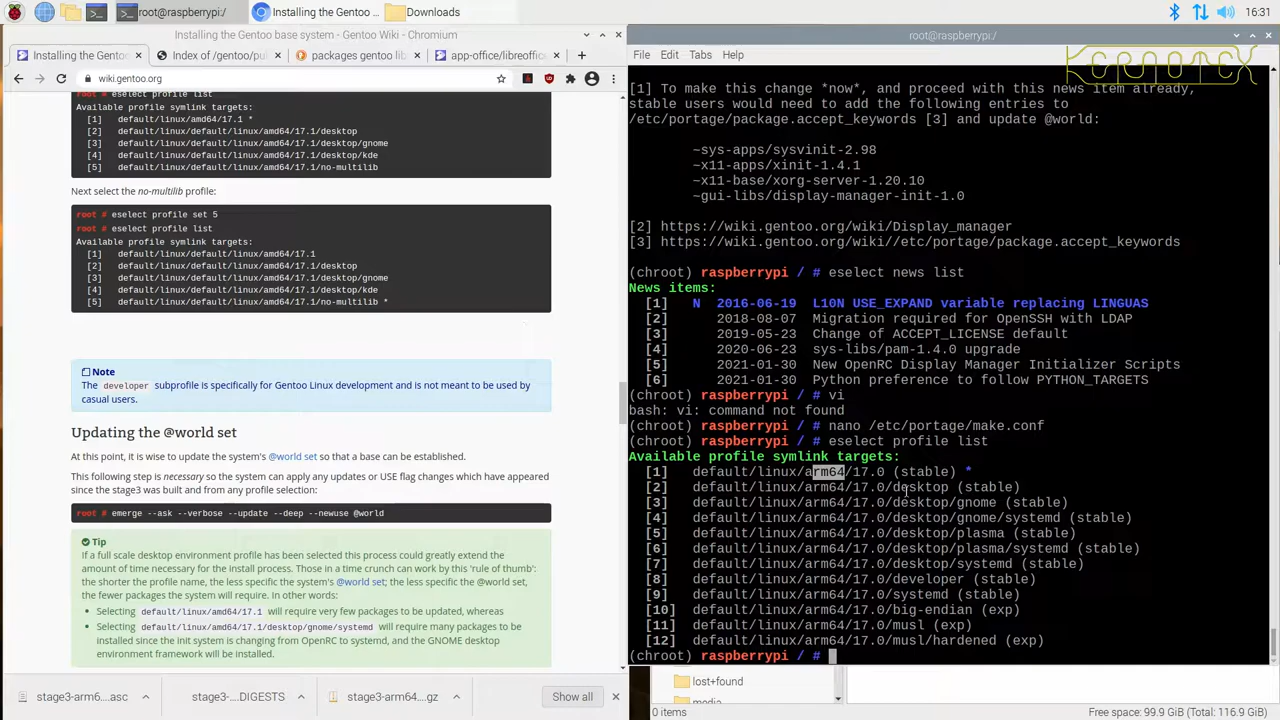 root@raspberrypi:/
Installing the Gentoo ...
Downloads
16:31
Installing the Gentoo base system - Gentoo Wiki - Chromium
Installing the Gento
Index of /gentoo/pu
packages gentoo lib
app-office/libreoffic
wiki.gentoo.org
root # eselect profile list
Available profile symlink targets:
[1] default/linux/amd64/17.1 *
[2] default/linux/default/linux/amd64/17.1/desktop
[3] default/linux/default/linux/amd64/17.1/desktop/gnome
[4] default/linux/default/linux/amd64/17.1/desktop/kde
[5] default/linux/default/linux/amd64/17.1/no-multilib
Next select the no-multilib profile:
root # eselect profile set 5
root # eselect profile list
Available profile symlink targets:
[1] default/linux/default/linux/amd64/17.1
[2] default/linux/default/linux/amd64/17.1/desktop
[3] default/linux/default/linux/amd64/17.1/desktop/gnome
[4] default/linux/default/linux/amd64/17.1/desktop/kde
[5] default/linux/default/linux/amd64/17.1/no-multilib *
Note
The developer subprofile is specifically for Gentoo Linux development and is not meant to be used by
casual users.
Updating the @world set
At this point, it is wise to update the system's @world set so that a base can be established.
This following step is necessary so the system can apply any updates or USE flag changes which have appeared
since the stage3 was built and from any profile selection:
root # emerge --ask --verbose --update --deep --newuse @world
Tip
If a full scale desktop environment profile has been selected this process could greatly extend the
amount of time necessary for the install process. Those in a time crunch can work by this 'rule of thumb':
the shorter the profile name, the less specific the system's @world set; the less specific the @world set,
the fewer packages the system will require. In other words:
Selecting default/linux/amd64/17.1 will require very few packages to be updated, whereas
Selecting default/linux/amd64/17.1/desktop/gnome/systemd will require many packages to be
installed since the init system is changing from OpenRC to systemd, and the GNOME desktop
environment framework will be installed.
stage3-arm6....asc
stage3-....DIGESTS
stage3-arm64....gz
Show all
root@raspberrypi:/
File Edit Tabs Help
[1] To make this change *now*, and proceed with this news item already,
stable users would need to add the following entries to
/etc/portage/package.accept_keywords [3] and update @world:
~sys-apps/sysvinit-2.98
~x11-apps/xinit-1.4.1
~x11-base/xorg-server-1.20.10
~gui-libs/display-manager-init-1.0
[2] https://wiki.gentoo.org/wiki/Display_manager
[3] https://wiki.gentoo.org/wiki//etc/portage/package.accept_keywords
(chroot) raspberrypi / # eselect news list
News items:
[1] N 2016-06-19 L10N USE_EXPAND variable replacing LINGUAS
[2] 2018-08-07 Migration required for OpenSSH with LDAP
[3] 2019-05-23 Change of ACCEPT_LICENSE default
[4] 2020-06-23 sys-libs/pam-1.4.0 upgrade
[5] 2021-01-30 New OpenRC Display Manager Initializer Scripts
[6] 2021-01-30 Python preference to follow PYTHON_TARGETS
(chroot) raspberrypi / # vi
bash: vi: command not found
(chroot) raspberrypi / # nano /etc/portage/make.conf
(chroot) raspberrypi / # eselect profile list
Available profile symlink targets:
[1] default/linux/arm64/17.0 (stable) *
[2] default/linux/arm64/17.0/desktop (stable)
[3] default/linux/arm64/17.0/desktop/gnome (stable)
[4] default/linux/arm64/17.0/desktop/gnome/systemd (stable)
[5] default/linux/arm64/17.0/desktop/plasma (stable)
[6] default/linux/arm64/17.0/desktop/plasma/systemd (stable)
[7] default/linux/arm64/17.0/desktop/systemd (stable)
[8] default/linux/arm64/17.0/developer (stable)
[9] default/linux/arm64/17.0/systemd (stable)
[10] default/linux/arm64/17.0/big-endian (exp)
[11] default/linux/arm64/17.0/musl (exp)
[12] default/linux/arm64/17.0/musl/hardened (exp)
(chroot) raspberrypi / #
lost+found
media
0 items
Free space: 99.9 GiB (Total: 116.9 GiB)